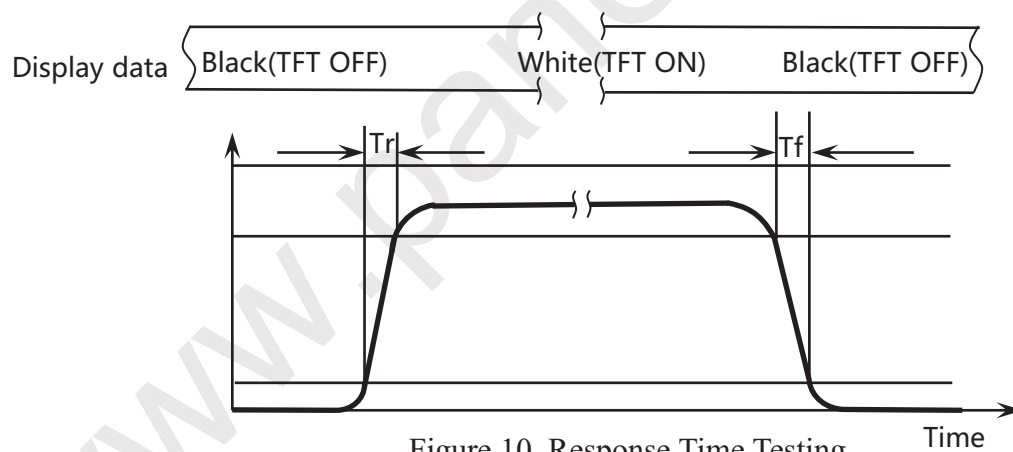 Display data
Black(TFT OFF) White(TFT ON) Black(TFT OFF)
Tr Tf
Time
Figure 10. Response Time Testing